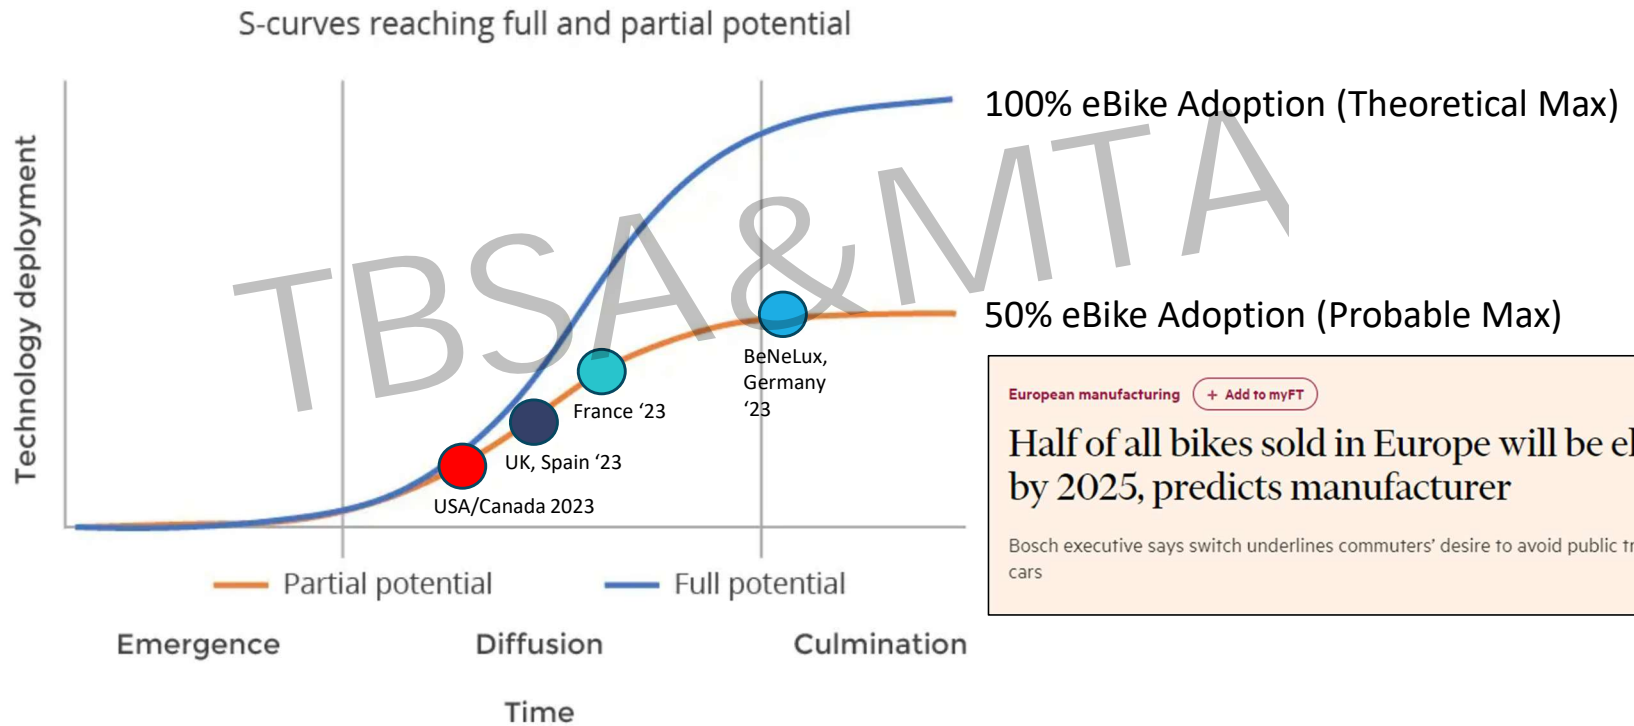 S-curves reaching full and partial potential
100% eBike Adoption (Theoretical Max)
TBSA&MTA
Technology deployment
50% eBike Adoption (Probable Max)
BeNeLux,
Germany
‘23
France ‘23
UK, Spain ‘23
USA/Canada 2023
European manufacturing
+ Add to myFT
Half of all bikes sold in Europe will be
by 2025, predicts manufacturer
Bosch executive says switch underlines commuters’ desire to avoid public
cars
Partial potential
Full potential
Emergence
Diffusion
Culmination
Time